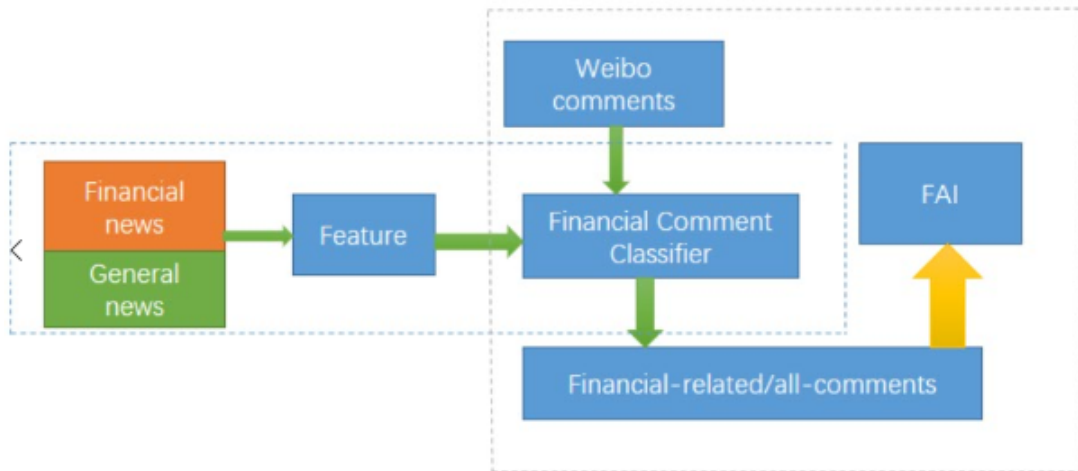 Weibo
comments
Financial
news
General
news
Feature
Financial Comment
Classifier
FAI
Financial-related/all-comments